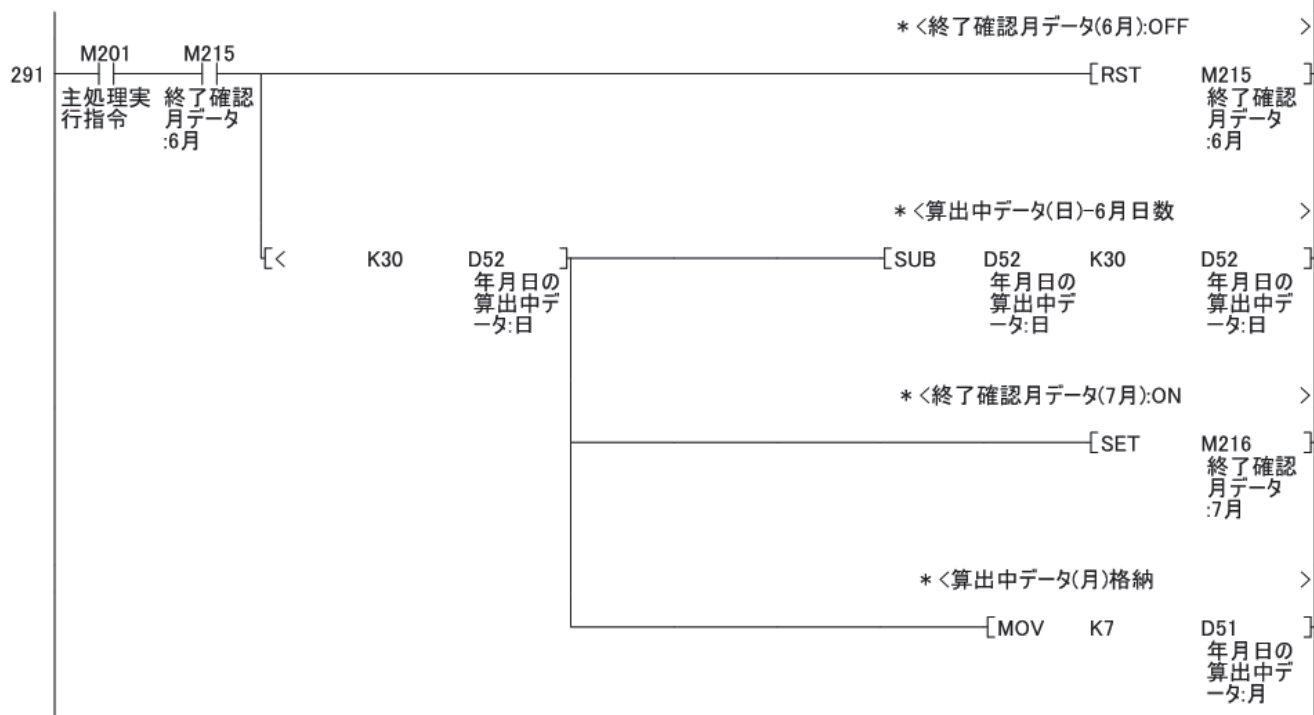 *<終了確認月データ(6月):OFF >
M201 M215
291 [RST M215 ]
主処理実 終了確認 終了確認
行指令 月データ 月データ
:6月 :6月
*<算出中データ(日)-6月日数 >
[< K30 D52 ] [SUB D52 K30 D52 ]
年月日の 年月日の 年月日の
算出中デ 算出中デ 算出中デ
ータ:日 ータ:日 ータ:日
*<終了確認月データ(7月):ON >
[SET M216 ]
終了確認
月データ
:7月
*<算出中データ(月)格納 >
[MOV K7 D51 ]
年月日の
算出中デ
ータ:月